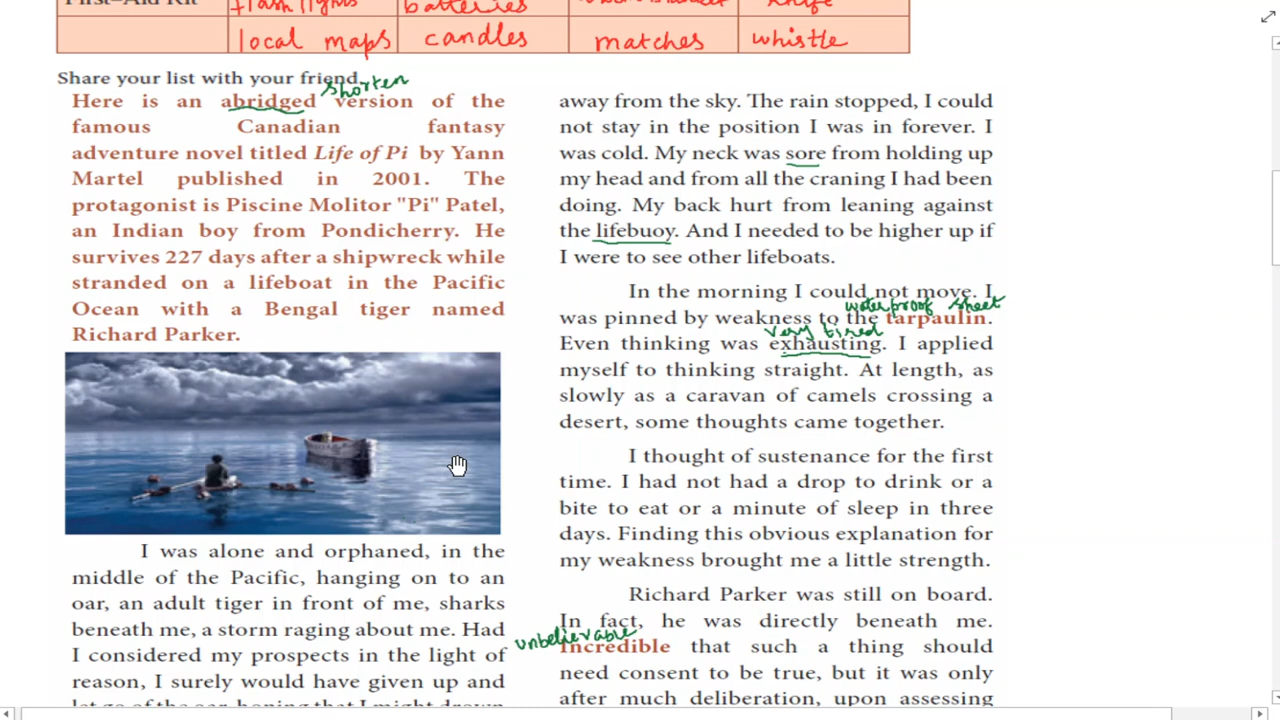 First-Aid Kit flash lights batteries knife
local maps candles matches whistle
Share your list with your friend.
shorten
Here is an abridged version of the
famous Canadian fantasy
adventure novel titled Life of Pi by Yann
Martel published in 2001. The
protagonist is Piscine Molitor "Pi" Patel,
an Indian boy from Pondicherry. He
survives 227 days after a shipwreck while
stranded on a lifeboat in the Pacific
Ocean with a Bengal tiger named
Richard Parker.
I was alone and orphaned, in the
middle of the Pacific, hanging on to an
oar, an adult tiger in front of me, sharks
beneath me, a storm raging about me. Had
I considered my prospects in the light of
reason, I surely would have given up and
let go of the oar, hoping that I might drown
away from the sky. The rain stopped, I could
not stay in the position I was in forever. I
was cold. My neck was sore from holding up
my head and from all the craning I had been
doing. My back hurt from leaning against
the lifebuoy. And I needed to be higher up if
I were to see other lifeboats.
In the morning I could not move. I
waterproof sheet
was pinned by weakness to the tarpaulin.
very tired
Even thinking was exhausting. I applied
myself to thinking straight. At length, as
slowly as a caravan of camels crossing a
desert, some thoughts came together.
I thought of sustenance for the first
time. I had not had a drop to drink or a
bite to eat or a minute of sleep in three
days. Finding this obvious explanation for
my weakness brought me a little strength.
Richard Parker was still on board.
In fact, he was directly beneath me.
unbelievable
Incredible that such a thing should
need consent to be true, but it was only
after much deliberation, upon assessing